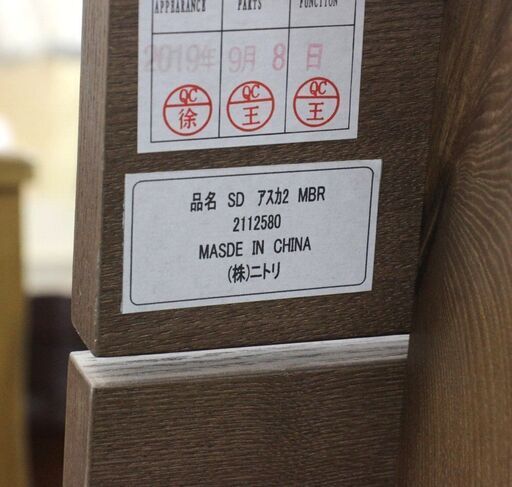 APPEARANCE PARTS FUNCTION
2019年 9月 8 日
QC QC QC
徐 王 王
品名 SD ｱｽｶ2 MBR
2112580
MASDE IN CHINA
(株)ニトリ